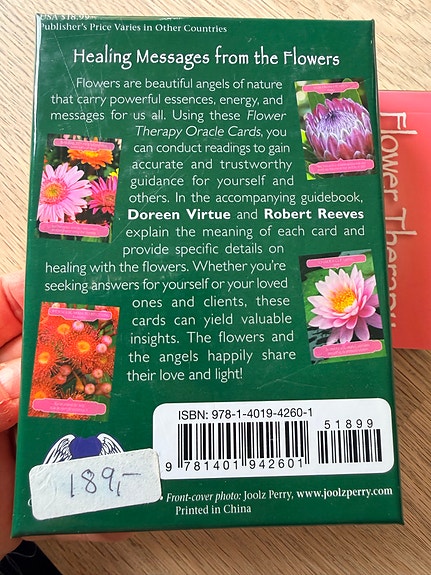 USA $18.99
Publisher's Price Varies in Other Countries
Healing Messages from the Flowers
Flowers are beautiful angels of nature
that carry powerful essences, energy, and
messages for us all. Using these Flower
Therapy Oracle Cards, you
can conduct readings to gain
accurate and trustworthy
guidance for yourself and
others. In the accompanying guidebook,
Doreen Virtue and Robert Reeves
explain the meaning of each card and
provide specific details on
healing with the flowers. Whether you're
seeking answers for yourself or your loved
ones and clients, these
cards can yield valuable
insights. The flowers and
the angels happily share
their love and light!
ISBN: 978-1-4019-4260-1
51899
9 781401 942601
189,-
• Front-cover photo: Joolz Perry, www.joolzperry.com
Printed in China
Flower Therapy